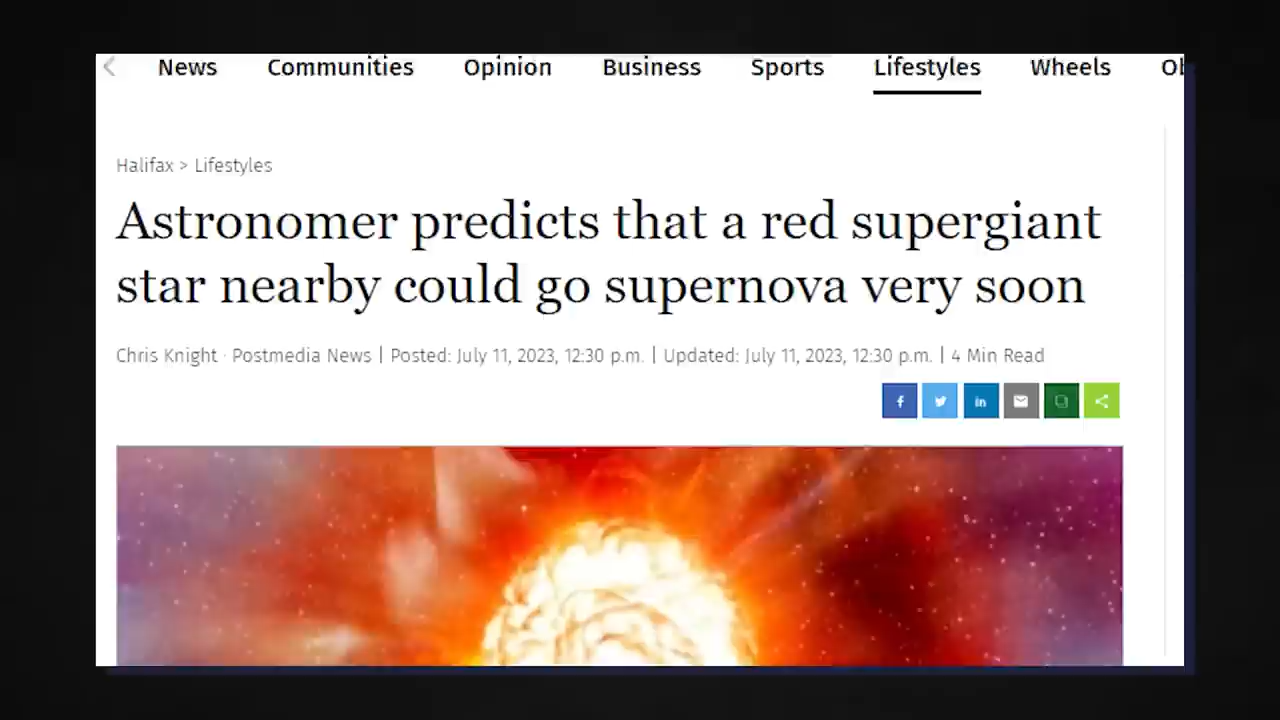 News Communities Opinion Business Sports Lifestyles Wheels
Halifax > Lifestyles
Astronomer predicts that a red supergiant
star nearby could go supernova very soon
Chris Knight · Postmedia News | Posted: July 11, 2023, 12:30 p.m. | Updated: July 11, 2023, 12:30 p.m. | 4 Min Read